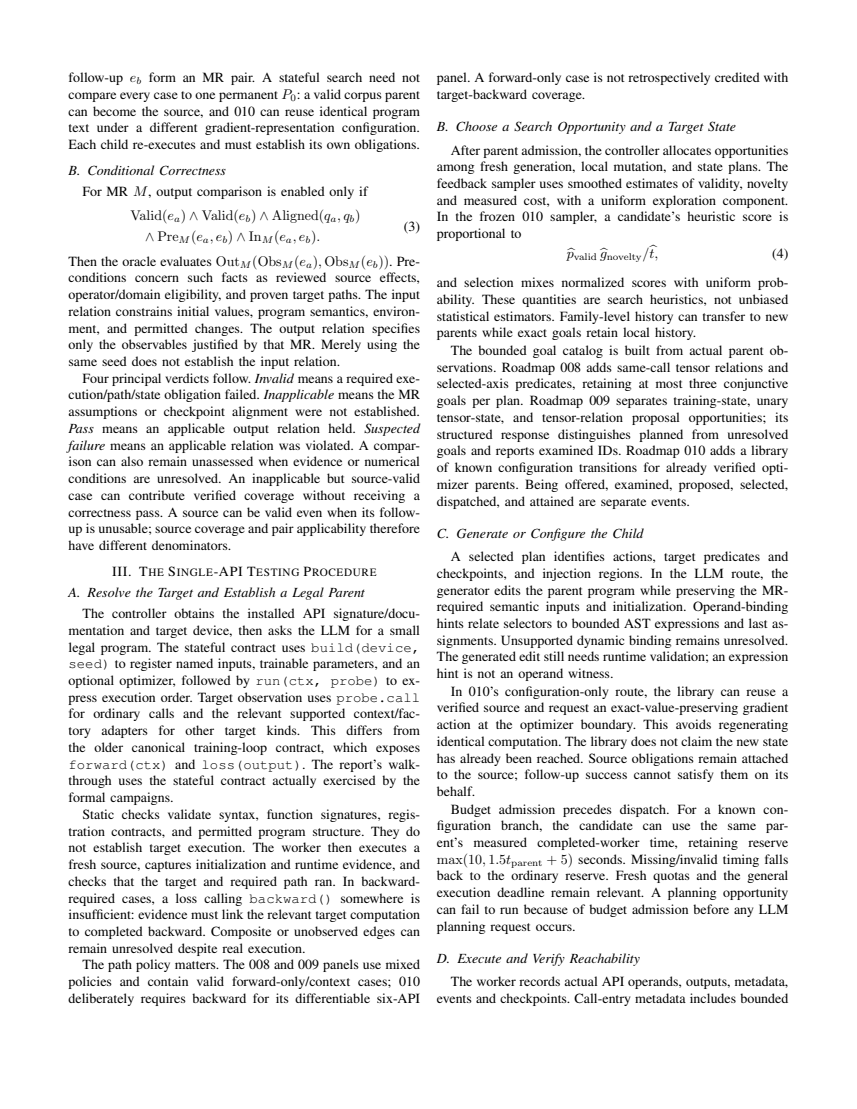 follow-up e_b form an MR pair. A stateful search need not
compare every case to one permanent P_0: a valid corpus parent
can become the source, and 010 can reuse identical program
text under a different gradient-representation configuration.
Each child re-executes and must establish its own obligations.
B. Conditional Correctness
For MR M, output comparison is enabled only if
Valid(e_a) ∧ Valid(e_b) ∧ Aligned(q_a, q_b)
∧ Pre_M(e_a, e_b) ∧ In_M(e_a, e_b).
(3)
Then the oracle evaluates Out_M(Obs_M(e_a), Obs_M(e_b)). Pre-
conditions concern such facts as reviewed source effects,
operator/domain eligibility, and proven target paths. The input
relation constrains initial values, program semantics, environ-
ment, and permitted changes. The output relation specifies
only the observables justified by that MR. Merely using the
same seed does not establish the input relation.
Four principal verdicts follow. Invalid means a required exe-
cution/path/state obligation failed. Inapplicable means the MR
assumptions or checkpoint alignment were not established.
Pass means an applicable output relation held. Suspected
failure means an applicable relation was violated. A compar-
ison can also remain unassessed when evidence or numerical
conditions are unresolved. An inapplicable but source-valid
case can contribute verified coverage without receiving a
correctness pass. A source can be valid even when its follow-
up is unusable; source coverage and pair applicability therefore
have different denominators.
III. THE SINGLE-API TESTING PROCEDURE
A. Resolve the Target and Establish a Legal Parent
The controller obtains the installed API signature/docu-
mentation and target device, then asks the LLM for a small
legal program. The stateful contract uses build(device,
seed) to register named inputs, trainable parameters, and an
optional optimizer, followed by run(ctx, probe) to ex-
press execution order. Target observation uses probe.call
for ordinary calls and the relevant supported context/fac-
tory adapters for other target kinds. This differs from
the older canonical training-loop contract, which exposes
forward(ctx) and loss(output). The report's walk-
through uses the stateful contract actually exercised by the
formal campaigns.
Static checks validate syntax, function signatures, regis-
tration contracts, and permitted program structure. They do
not establish target execution. The worker then executes a
fresh source, captures initialization and runtime evidence, and
checks that the target and required path ran. In backward-
required cases, a loss calling backward() somewhere is
insufficient: evidence must link the relevant target computation
to completed backward. Composite or unobserved edges can
remain unresolved despite real execution.
The path policy matters. The 008 and 009 panels use mixed
policies and contain valid forward-only/context cases; 010
deliberately requires backward for its differentiable six-API
panel. A forward-only case is not retrospectively credited with
target-backward coverage.
B. Choose a Search Opportunity and a Target State
After parent admission, the controller allocates opportunities
among fresh generation, local mutation, and state plans. The
feedback sampler uses smoothed estimates of validity, novelty
and measured cost, with a uniform exploration component.
In the frozen 010 sampler, a candidate's heuristic score is
proportional to
p̂_valid ĝ_novelty/t̂,
(4)
and selection mixes normalized scores with uniform prob-
ability. These quantities are search heuristics, not unbiased
statistical estimators. Family-level history can transfer to new
parents while exact goals retain local history.
The bounded goal catalog is built from actual parent ob-
servations. Roadmap 008 adds same-call tensor relations and
selected-axis predicates, retaining at most three conjunctive
goals per plan. Roadmap 009 separates training-state, unary
tensor-state, and tensor-relation proposal opportunities; its
structured response distinguishes planned from unresolved
goals and reports examined IDs. Roadmap 010 adds a library
of known configuration transitions for already verified opti-
mizer parents. Being offered, examined, proposed, selected,
dispatched, and attained are separate events.
C. Generate or Configure the Child
A selected plan identifies actions, target predicates and
checkpoints, and injection regions. In the LLM route, the
generator edits the parent program while preserving the MR-
required semantic inputs and initialization. Operand-binding
hints relate selectors to bounded AST expressions and last as-
signments. Unsupported dynamic binding remains unresolved.
The generated edit still needs runtime validation; an expression
hint is not an operand witness.
In 010's configuration-only route, the library can reuse a
verified source and request an exact-value-preserving gradient
action at the optimizer boundary. This avoids regenerating
identical computation. The library does not claim the new state
has already been reached. Source obligations remain attached
to the source; follow-up success cannot satisfy them on its
behalf.
Budget admission precedes dispatch. For a known con-
figuration branch, the candidate can use the same par-
ent's measured completed-worker time, retaining reserve
max(10, 1.5t_parent + 5) seconds. Missing/invalid timing falls
back to the ordinary reserve. Fresh quotas and the general
execution deadline remain relevant. A planning opportunity
can fail to run because of budget admission before any LLM
planning request occurs.
D. Execute and Verify Reachability
The worker records actual API operands, outputs, metadata,
events and checkpoints. Call-entry metadata includes bounded